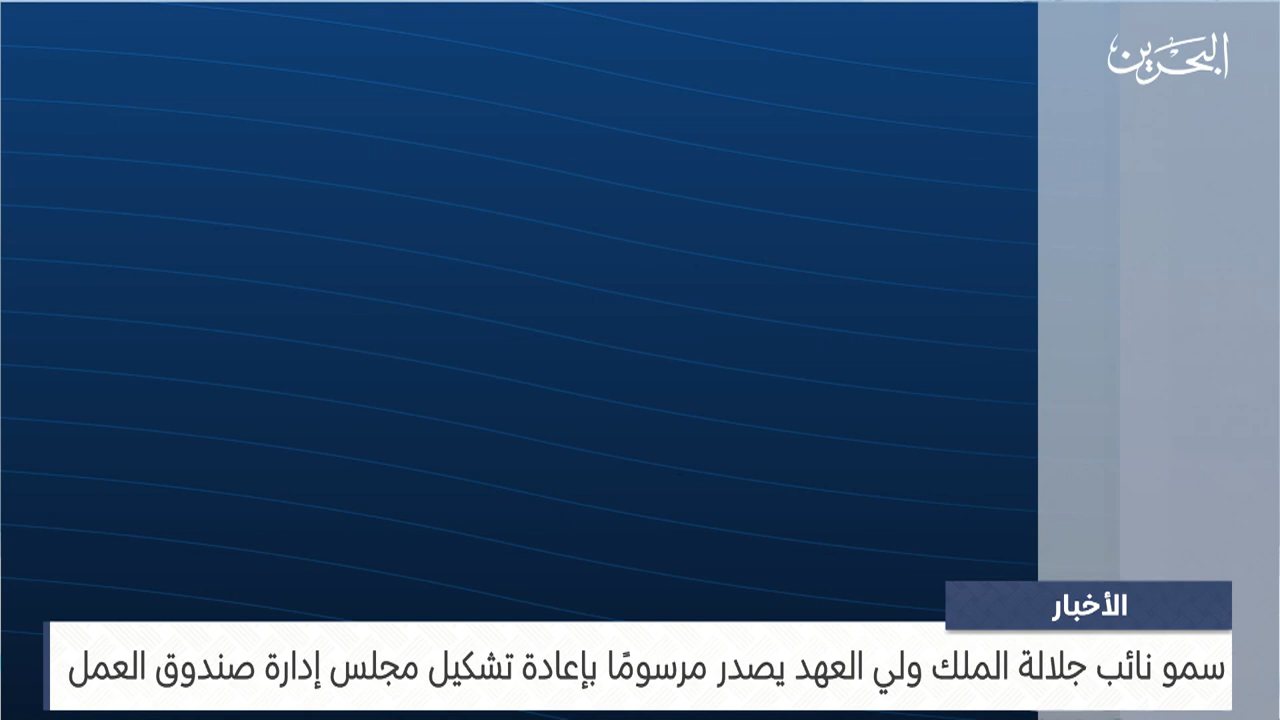 البحرين
الأخبار
سمو نائب جلالة الملك ولي العهد يصدر مرسومًا بإعادة تشكيل مجلس إدارة صندوق العمل